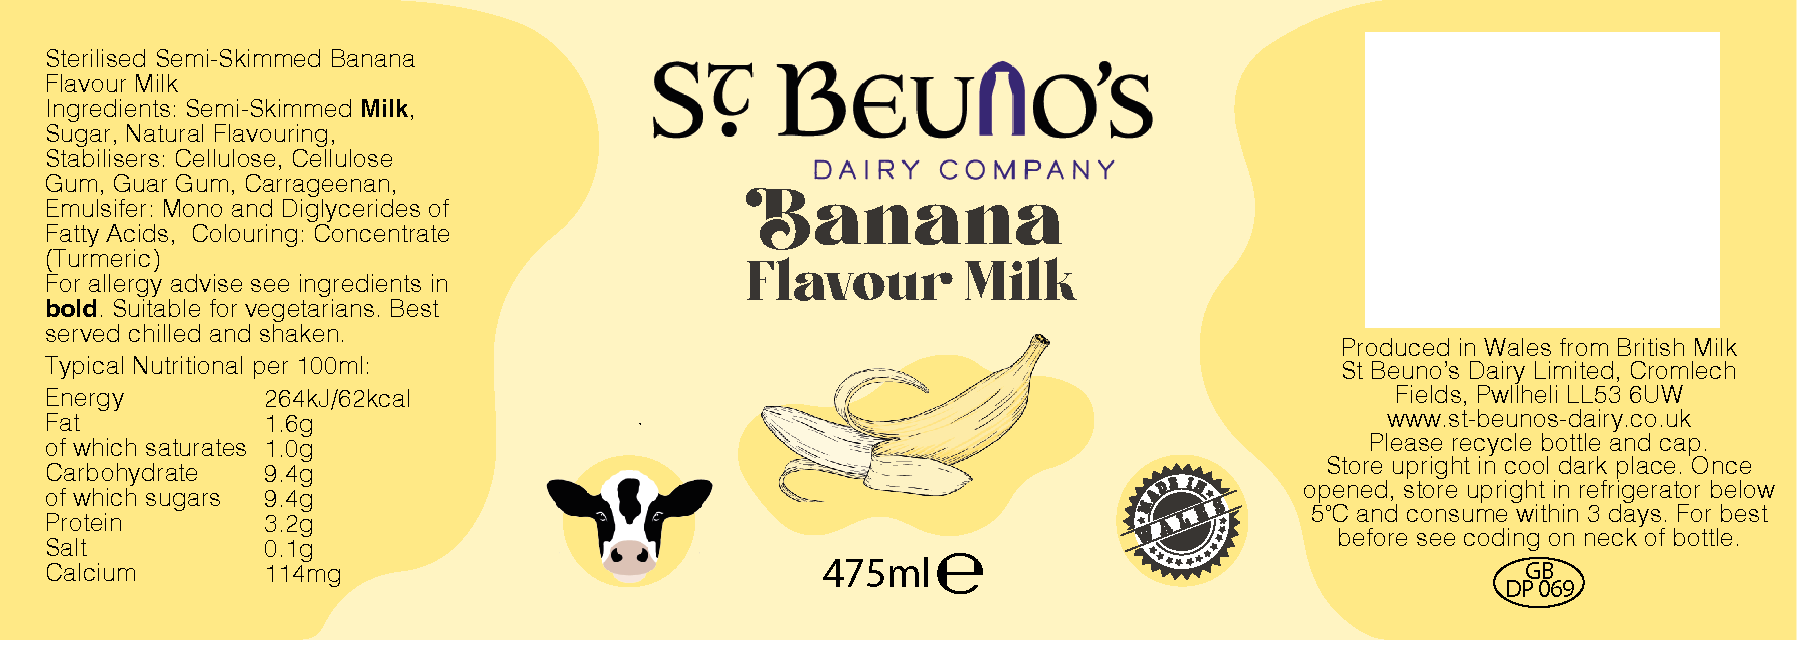 Sterilised Semi-Skimmed Banana
Flavour Milk
Ingredients: Semi-Skimmed Milk,
Sugar, Natural Flavouring,
Stabilisers: Cellulose, Cellulose
Gum, Guar Gum, Carrageenan,
Emulsifer: Mono and Diglycerides of
Fatty Acids, Colouring: Concentrate
(Turmeric)
For allergy advise see ingredients in
bold. Suitable for vegetarians. Best
served chilled and shaken.
Typical Nutritional per 100ml:
Energy 264kJ/62kcal
Fat 1.6g
of which saturates 1.0g
Carbohydrate 9.4g
of which sugars 9.4g
Protein 3.2g
Salt 0.1g
Calcium 114mg
ST. BEUNO'S
DAIRY COMPANY
Banana
Flavour Milk
475ml e
MADE IN
WALES
Produced in Wales from British Milk
St Beuno's Dairy Limited, Cromlech
Fields, Pwllheli LL53 6UW
www.st-beunos-dairy.co.uk
Please recycle bottle and cap.
Store upright in cool dark place. Once
opened, store upright in refrigerator below
5°C and consume within 3 days. For best
before see coding on neck of bottle.
GB
DP 069